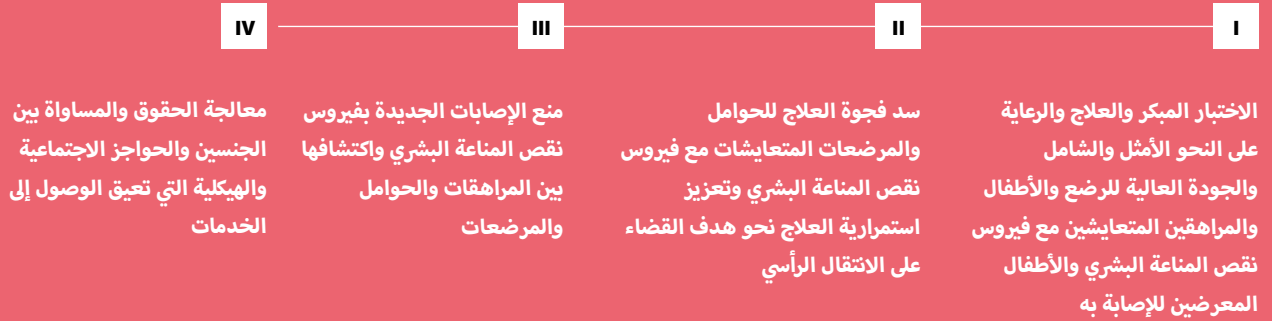 I
الاختبار المبكر والعلاج والرعاية
على النحو الأمثل والشامل
والجودة العالية للرضع والأطفال
والمراهقين المتعايشين مع فيروس
نقص المناعة البشري والأطفال
المعرضين للإصابة به
II
سد فجوة العلاج للحوامل
والمرضعات المتعايشات مع فيروس
نقص المناعة البشري وتعزيز
استمرارية العلاج نحو هدف القضاء
على الانتقال الرأسي
III
منع الإصابات الجديدة بفيروس
نقص المناعة البشري واكتشافها
بين المراهقات والحوامل
والمرضعات
IV
معالجة الحقوق والمساواة بين
الجنسين والحواجز الاجتماعية
والهيكلية التي تعيق الوصول إلى
الخدمات